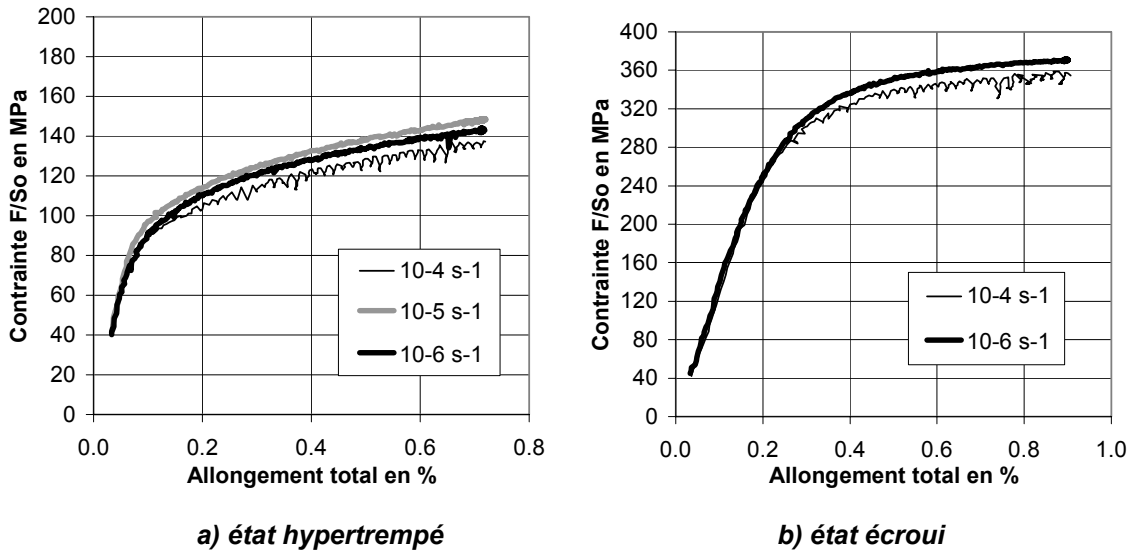 Contrainte F/So en MPa
200
180
160
140
120
100
80
60
40
20
0
0.0 0.2 0.4 0.6 0.8
Allongement total en %
10-4 s-1
10-5 s-1
10-6 s-1
a) état hypertrempé
Contrainte F/So en MPa
400
360
320
280
240
200
160
120
80
40
0
0.0 0.2 0.4 0.6 0.8 1.0
Allongement total en %
10-4 s-1
10-6 s-1
b) état écroui